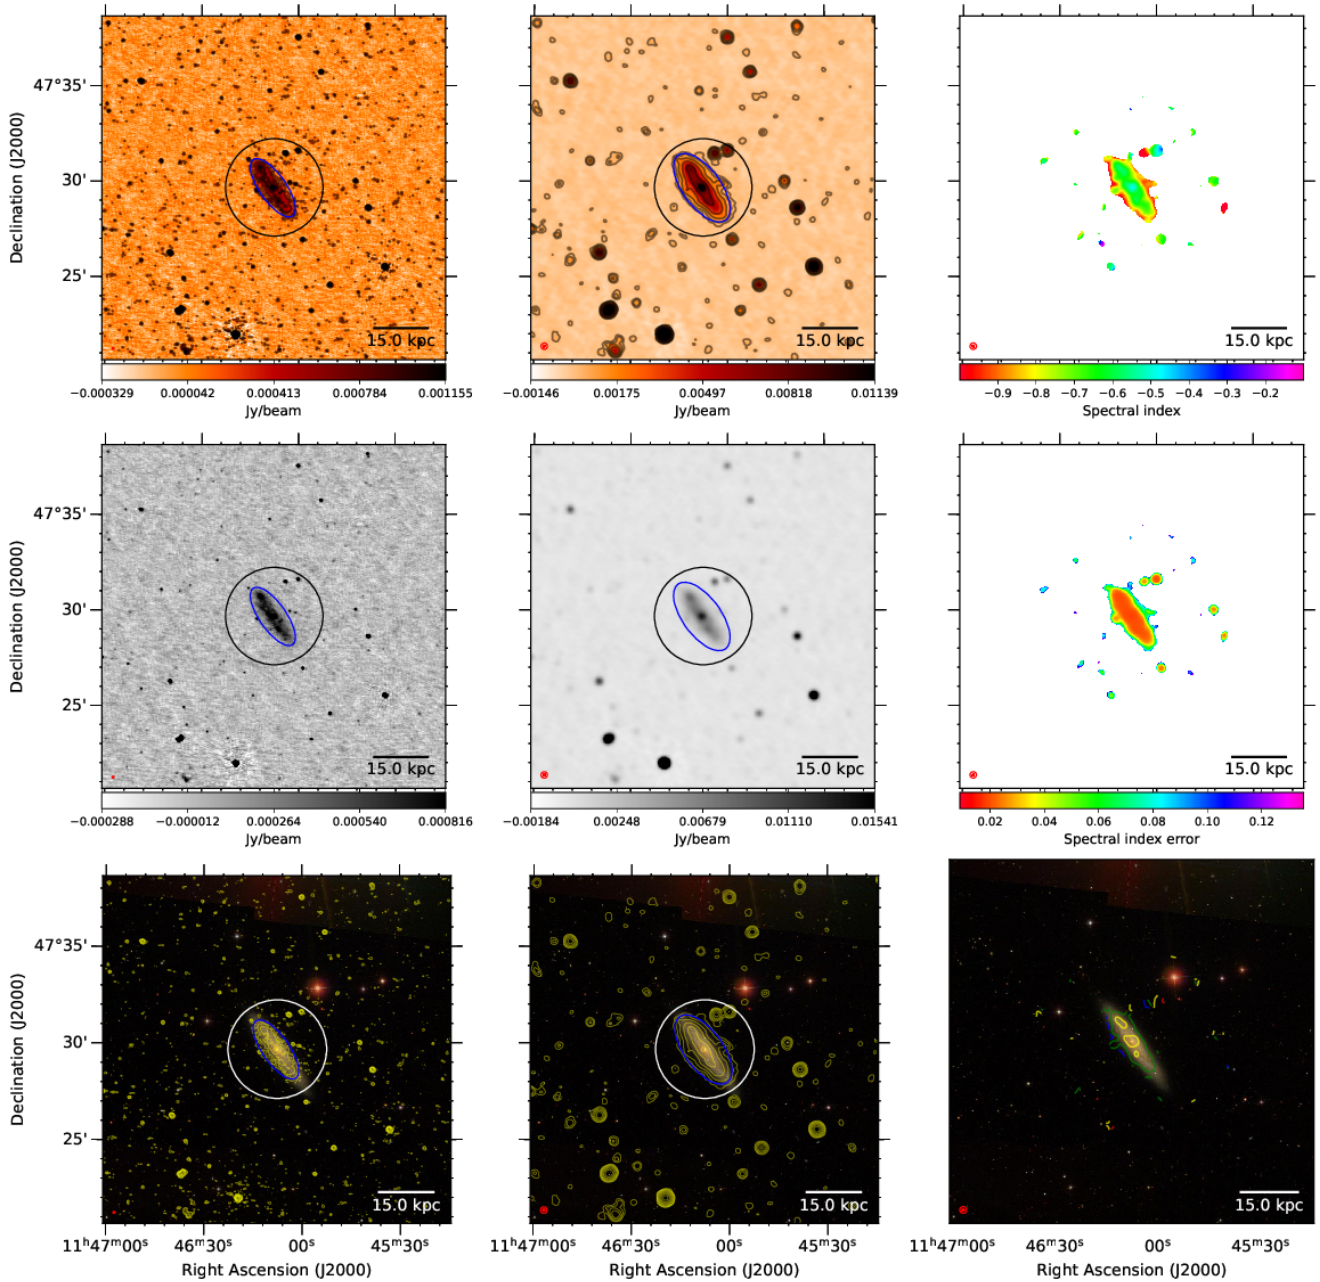 Declination (J2000)
47°35'
30'
25'
15.0 kpc
15.0 kpc
15.0 kpc
−0.000329 0.000042 0.000413 0.000784 0.001155
Jy/beam
−0.00146 0.00175 0.00497 0.00818 0.01139
Jy/beam
−0.9 −0.8 −0.7 −0.6 −0.5 −0.4 −0.3 −0.2
Spectral index
Declination (J2000)
47°35'
30'
25'
15.0 kpc
15.0 kpc
15.0 kpc
−0.000288 −0.000012 0.000264 0.000540 0.000816
Jy/beam
−0.00184 0.00248 0.00679 0.01110 0.01541
Jy/beam
0.02 0.04 0.06 0.08 0.10 0.12
Spectral index error
Declination (J2000)
47°35'
30'
25'
15.0 kpc
15.0 kpc
15.0 kpc
11ʰ47ᵐ00ˢ 46ᵐ30ˢ 00ˢ 45ᵐ30ˢ
Right Ascension (J2000)
11ʰ47ᵐ00ˢ 46ᵐ30ˢ 00ˢ 45ᵐ30ˢ
Right Ascension (J2000)
11ʰ47ᵐ00ˢ 46ᵐ30ˢ 00ˢ 45ᵐ30ˢ
Right Ascension (J2000)